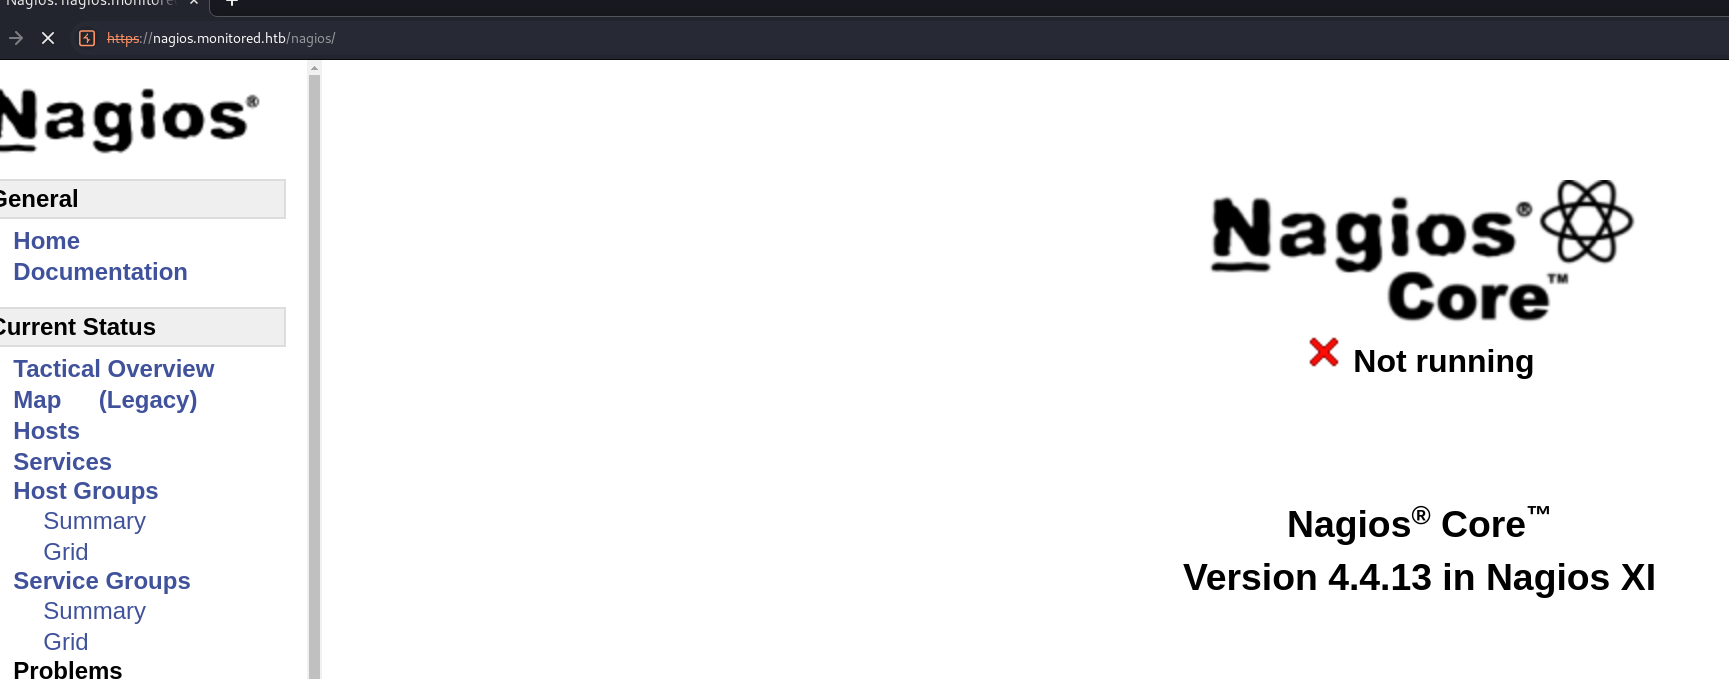 Nagios: nagios.monitored
https://nagios.monitored.htb/nagios/
Nagios®
General
Home
Documentation
Current Status
Tactical Overview
Map (Legacy)
Hosts
Services
Host Groups
Summary
Grid
Service Groups
Summary
Grid
Problems
Nagios®
Core™
Not running
Nagios® Core™
Version 4.4.13 in Nagios XI